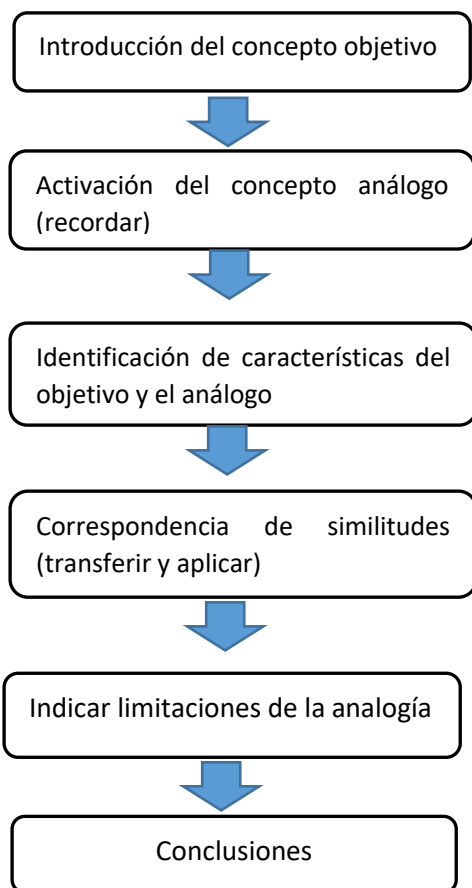 Introducción del concepto objetivo
Activación del concepto análogo
(recordar)
Identificación de características del
objetivo y el análogo
Correspondencia de similitudes
(transferir y aplicar)
Indicar limitaciones de la analogía
Conclusiones